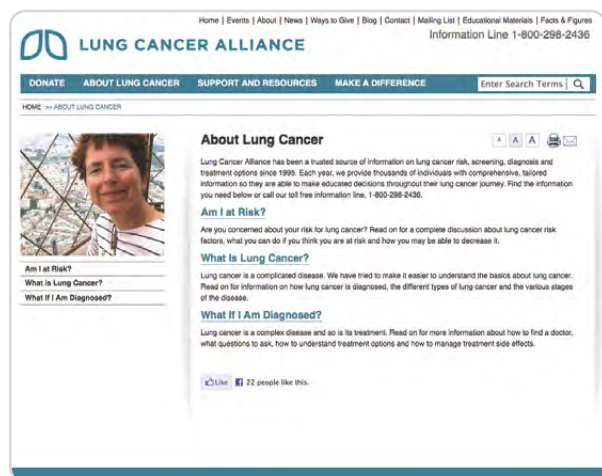 Home | Events | About | News | Ways to Give | Blog | Contact | Mailing List | Educational Materials | Facts & Figures
Information Line 1-800-298-2436
LUNG CANCER ALLIANCE
DONATE ABOUT LUNG CANCER SUPPORT AND RESOURCES MAKE A DIFFERENCE Enter Search Terms
HOME >> ABOUT LUNG CANCER
About Lung Cancer
A A A
Lung Cancer Alliance has been a trusted source of information on lung cancer risk, screening, diagnosis and
treatment options since 1995. Each year, we provide thousands of individuals with comprehensive, tailored
information so they are able to make educated decisions throughout their lung cancer journey. Find the information
you need below or call our toll free information line, 1-800-298-2436.
Am I at Risk?
Are you concerned about your risk for lung cancer? Read on for a complete discussion about lung cancer risk
factors, what you can do if you think you are at risk and how you may be able to decrease it.
What Is Lung Cancer?
Lung cancer is a complicated disease. We have tried to make it easier to understand the basics about lung cancer.
Read on for information on how lung cancer is diagnosed, the different types of lung cancer and the various stages
of the disease.
What If I Am Diagnosed?
Lung cancer is a complex disease and so is its treatment. Read on for more information about how to find a doctor,
what questions to ask, how to understand treatment options and how to manage treatment side effects.
Like 22 people like this.
Am I at Risk?
What is Lung Cancer?
What If I Am Diagnosed?